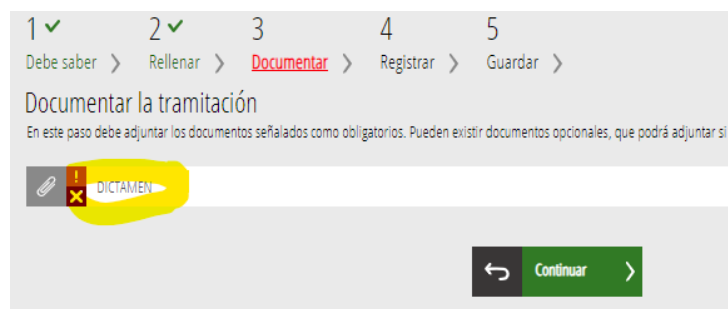 1 2 3 4 5
Debe saber Rellenar Documentar Registrar Guardar
Documentar la tramitación
En este paso debe adjuntar los documentos señalados como obligatorios. Pueden existir documentos opcionales, que podrá adjuntar si
! 
DICTAMEN
Continuar